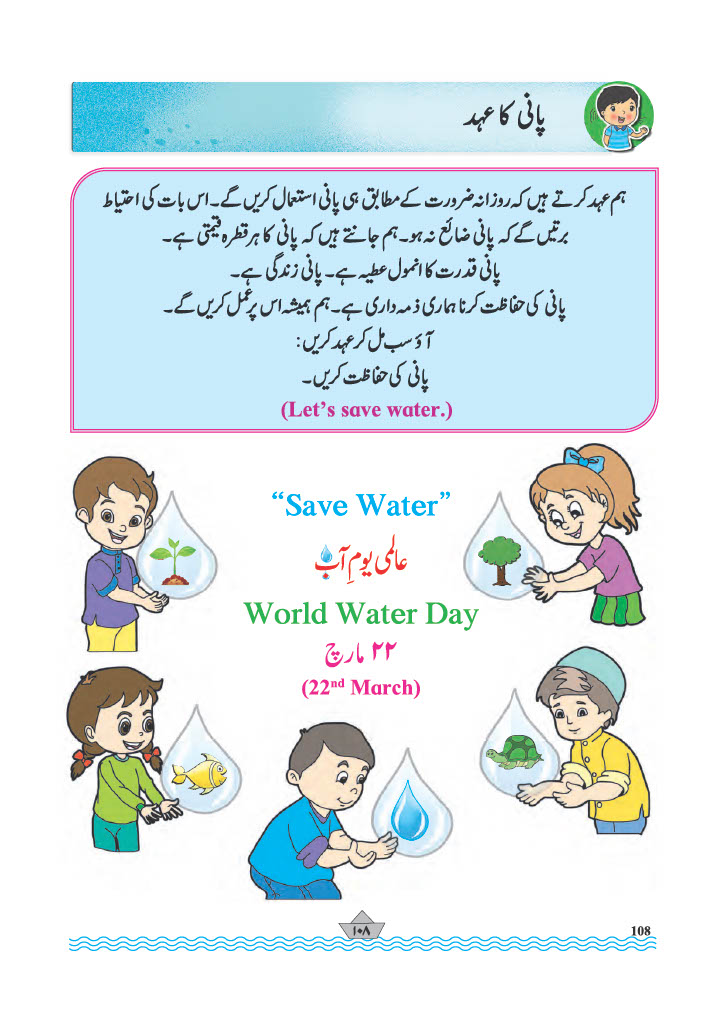 پانی کا عہد
ہم عہد کرتے ہیں کہ روزانہ ضرورت کے مطابق ہی پانی استعمال کریں گے۔ اس بات کی احتیاط
برتیں گے کہ پانی ضائع نہ ہو۔ ہم جانتے ہیں کہ پانی کا ہر قطرہ قیمتی ہے۔
پانی قدرت کا انمول عطیہ ہے۔ پانی زندگی ہے۔
پانی کی حفاظت کرنا ہماری ذمہ داری ہے۔ ہم ہمیشہ اس پر عمل کریں گے۔
آؤ سب مل کر عہد کریں:
پانی کی حفاظت کریں۔
(Let's save water.)
“Save Water”
عالمی یومِ آب
World Water Day
۲۲ مارچ
(22nd March)
۱۰۸
108